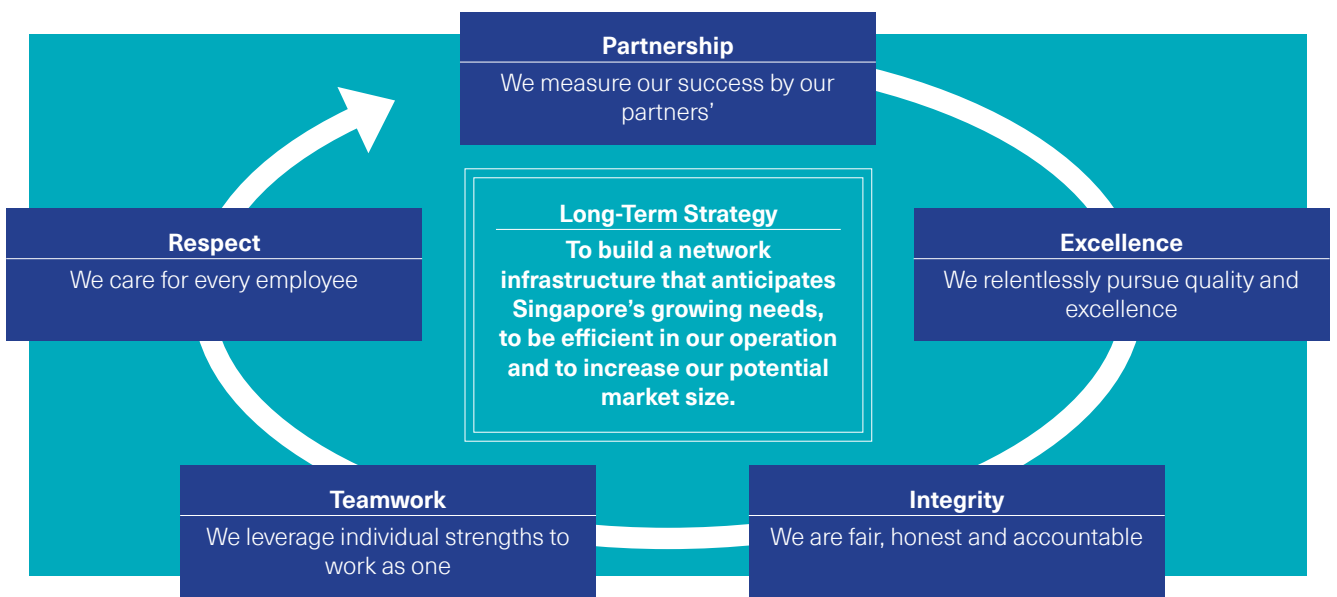 Partnership
We measure our success by our
partners’
Respect
We care for every employee
Long-Term Strategy
To build a network
infrastructure that anticipates
Singapore’s growing needs,
to be efficient in our operation
and to increase our potential
market size.
Excellence
We relentlessly pursue quality and
excellence
Teamwork
We leverage individual strengths to
work as one
Integrity
We are fair, honest and accountable